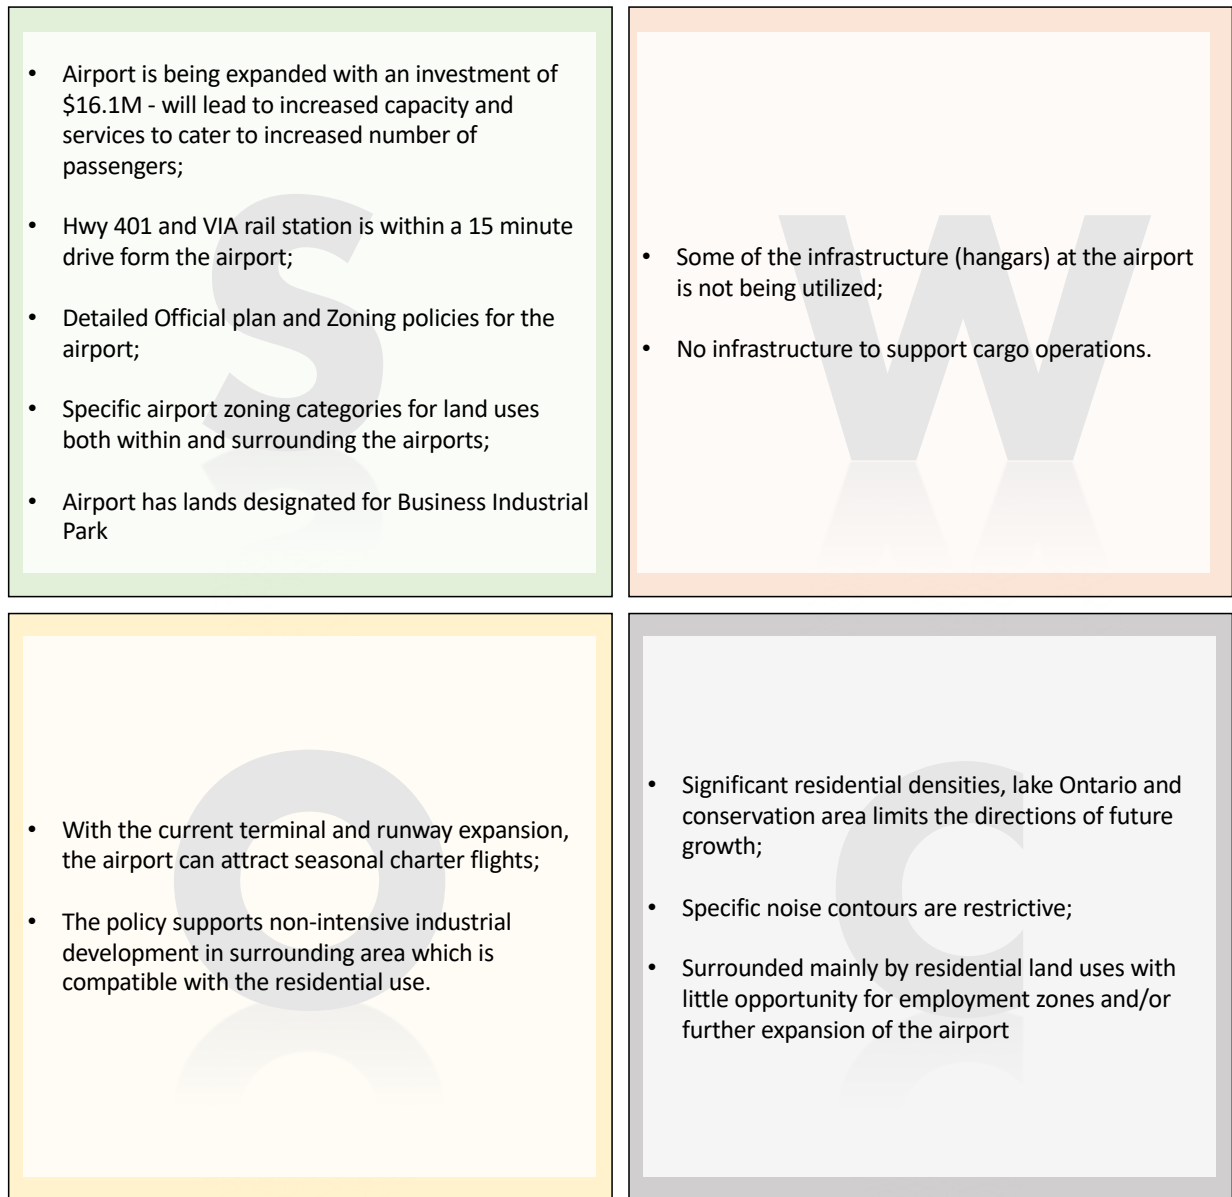 S
• Airport is being expanded with an investment of
$16.1M - will lead to increased capacity and
services to cater to increased number of
passengers;
• Hwy 401 and VIA rail station is within a 15 minute
drive form the airport;
• Detailed Official plan and Zoning policies for the
airport;
• Specific airport zoning categories for land uses
both within and surrounding the airports;
• Airport has lands designated for Business Industrial
Park
W
• Some of the infrastructure (hangars) at the airport
is not being utilized;
• No infrastructure to support cargo operations.
O
• With the current terminal and runway expansion,
the airport can attract seasonal charter flights;
• The policy supports non-intensive industrial
development in surrounding area which is
compatible with the residential use.
C
• Significant residential densities, lake Ontario and
conservation area limits the directions of future
growth;
• Specific noise contours are restrictive;
• Surrounded mainly by residential land uses with
little opportunity for employment zones and/or
further expansion of the airport